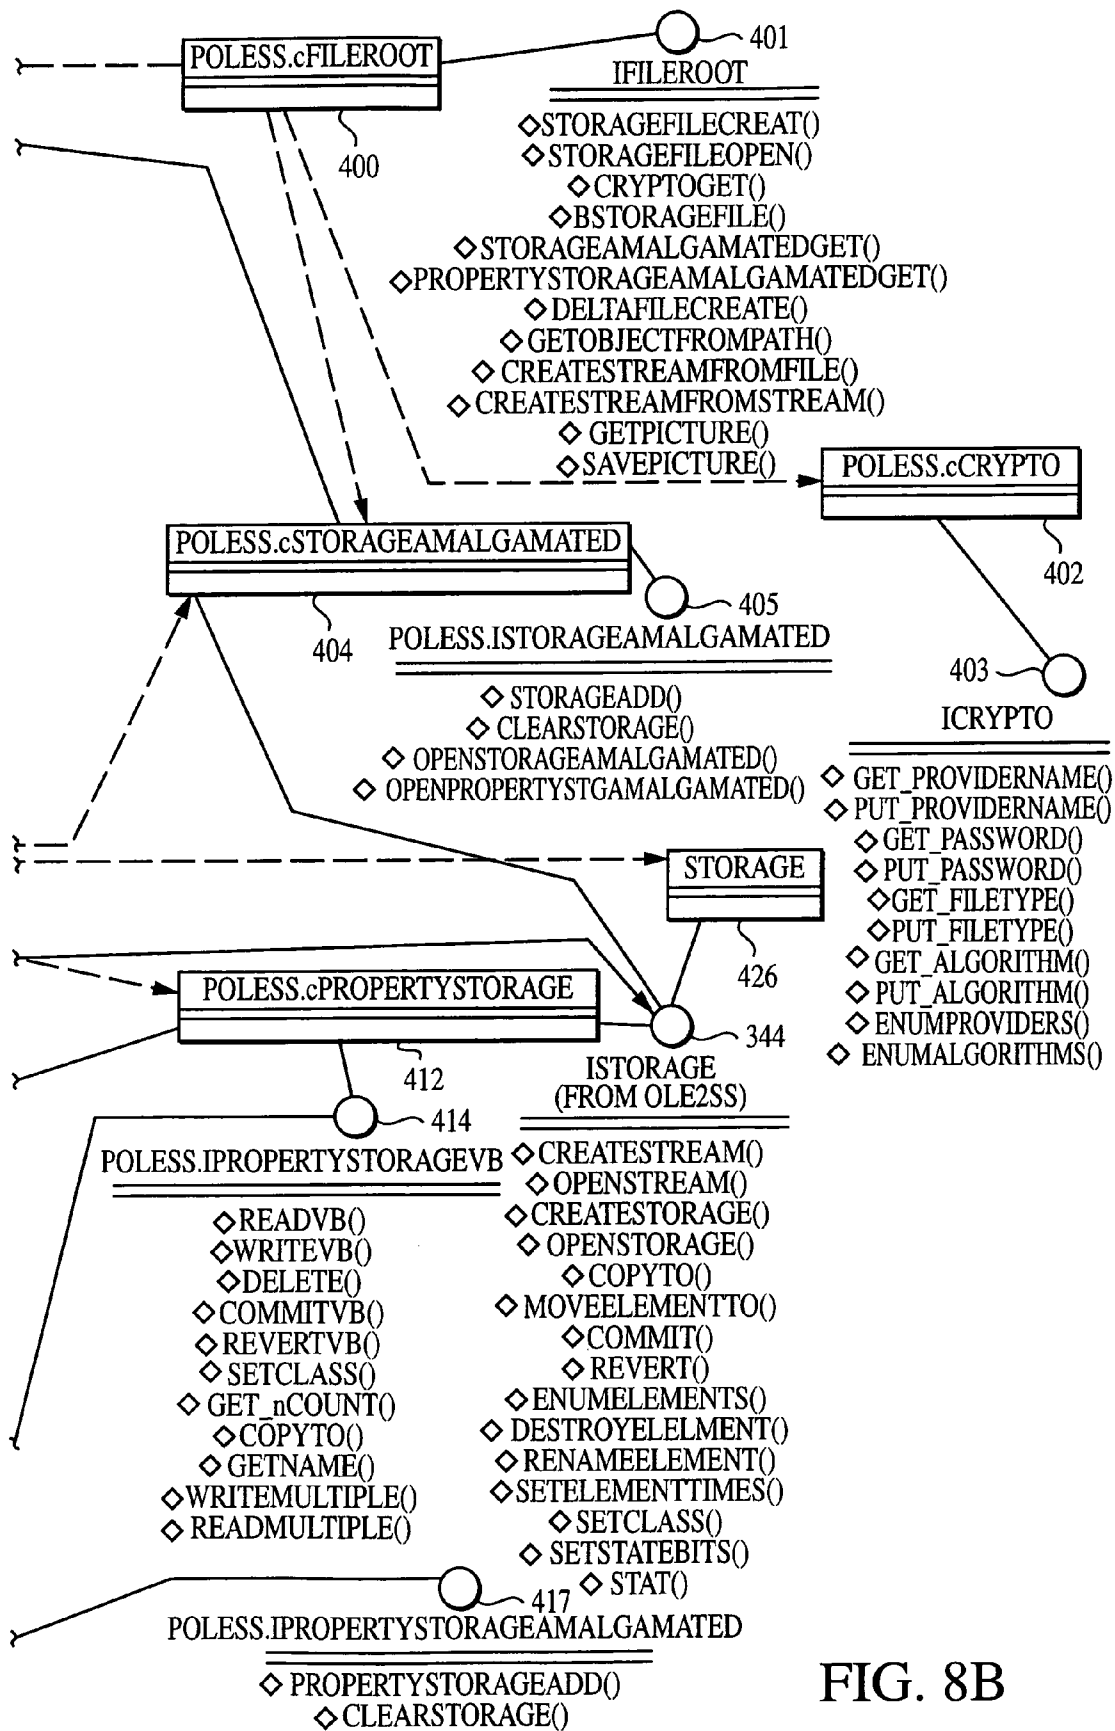 POLESS.cFILEROOT
400
401
IFILEROOT
STORAGEFILECREAT()
STORAGEFILEOPEN()
CRYPTOGET()
BSTORAGEFILE()
STORAGEAMALGAMATEDGET()
PROPERTYSTORAGEAMALGAMATEDGET()
DELTAFILECREATE()
GETOBJECTFROMPATH()
CREATESTREAMFROMFILE()
CREATESTREAMFROMSTREAM()
GETPICTURE()
SAVEPICTURE()
POLESS.cCRYPTO
402
POLESS.cSTORAGEAMALGAMATED
404
405
POLESS.ISTORAGEAMALGAMATED
STORAGEADD()
CLEARSTORAGE()
OPENSTORAGEAMALGAMATED()
OPENPROPERTYSTGAMALGAMATED()
403
ICRYPTO
GET_PROVIDERNAME()
PUT_PROVIDERNAME()
GET_PASSWORD()
PUT_PASSWORD()
GET_FILETYPE()
PUT_FILETYPE()
GET_ALGORITHM()
PUT_ALGORITHM()
ENUMPROVIDERS()
ENUMALGORITHMS()
STORAGE
426
POLESS.cPROPERTYSTORAGE
412
414
POLESS.IPROPERTYSTORAGEVB
READVB()
WRITEVB()
DELETE()
COMMITVB()
REVERTVB()
SETCLASS()
GET_nCOUNT()
COPYTO()
GETNAME()
WRITEMULTIPLE()
READMULTIPLE()
344
ISTORAGE
(FROM OLE2SS)
CREATESTREAM()
OPENSTREAM()
CREATESTORAGE()
OPENSTORAGE()
COPYTO()
MOVEELEMENTTO()
COMMIT()
REVERT()
ENUMELEMENTS()
DESTROYELELMENT()
RENAMEELEMENT()
SETELEMENTTIMES()
SETCLASS()
SETSTATEBITS()
STAT()
417
POLESS.IPROPERTYSTORAGEAMALGAMATED
PROPERTYSTORAGEADD()
CLEARSTORAGE()
FIG. 8B